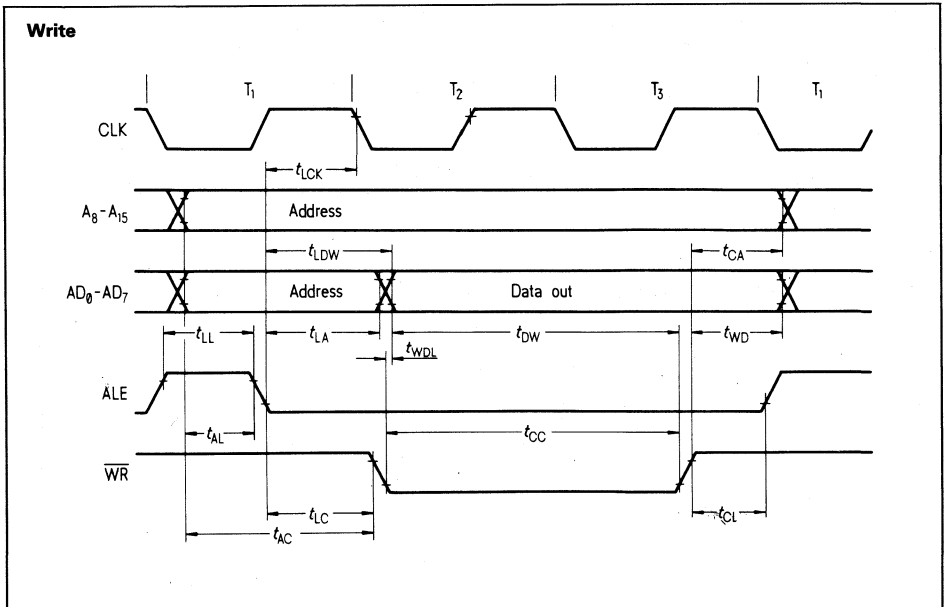 Write
T1 T2 T3 T1
CLK
tLCK
A8-A15 Address
tLDW tCA
AD0-AD7 Address Data out
tLL tLA tDW tWD
tWDL
ALE
tAL tCC
WR
tLC tCL
tAC